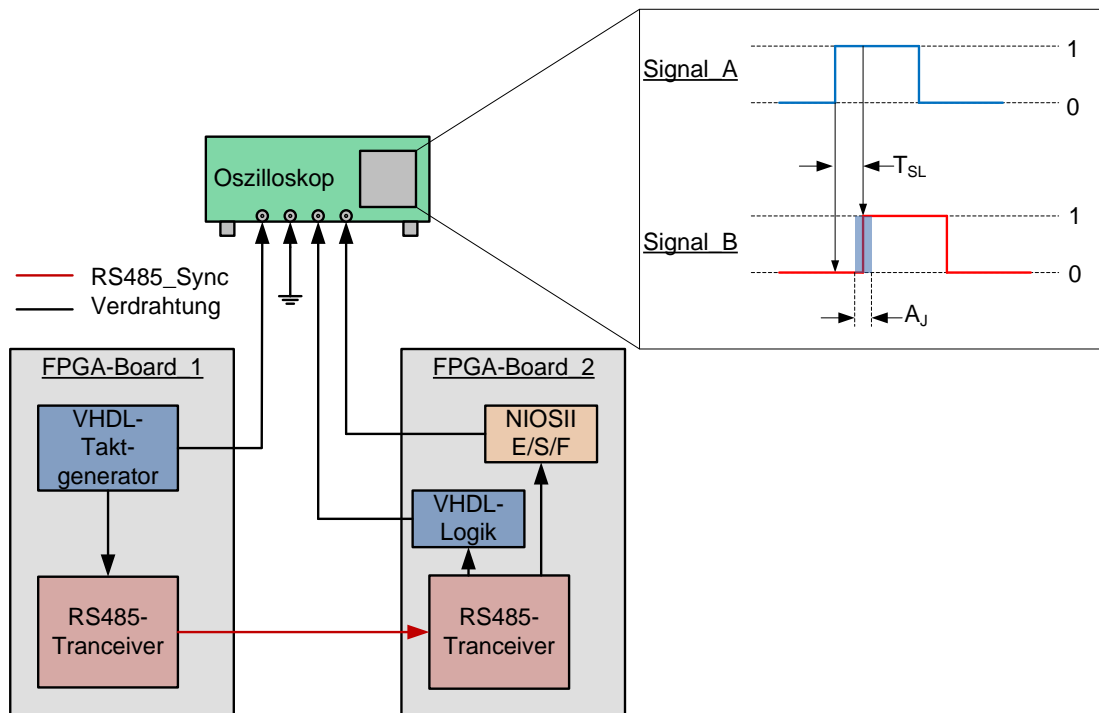 Signal_A
1
0
T_SL
Signal_B
1
0
A_J
Oszilloskop
RS485_Sync
Verdrahtung
FPGA-Board_1
VHDL-
Takt-
generator
RS485-
Tranceiver
FPGA-Board_2
NIOSII
E/S/F
VHDL-
Logik
RS485-
Tranceiver